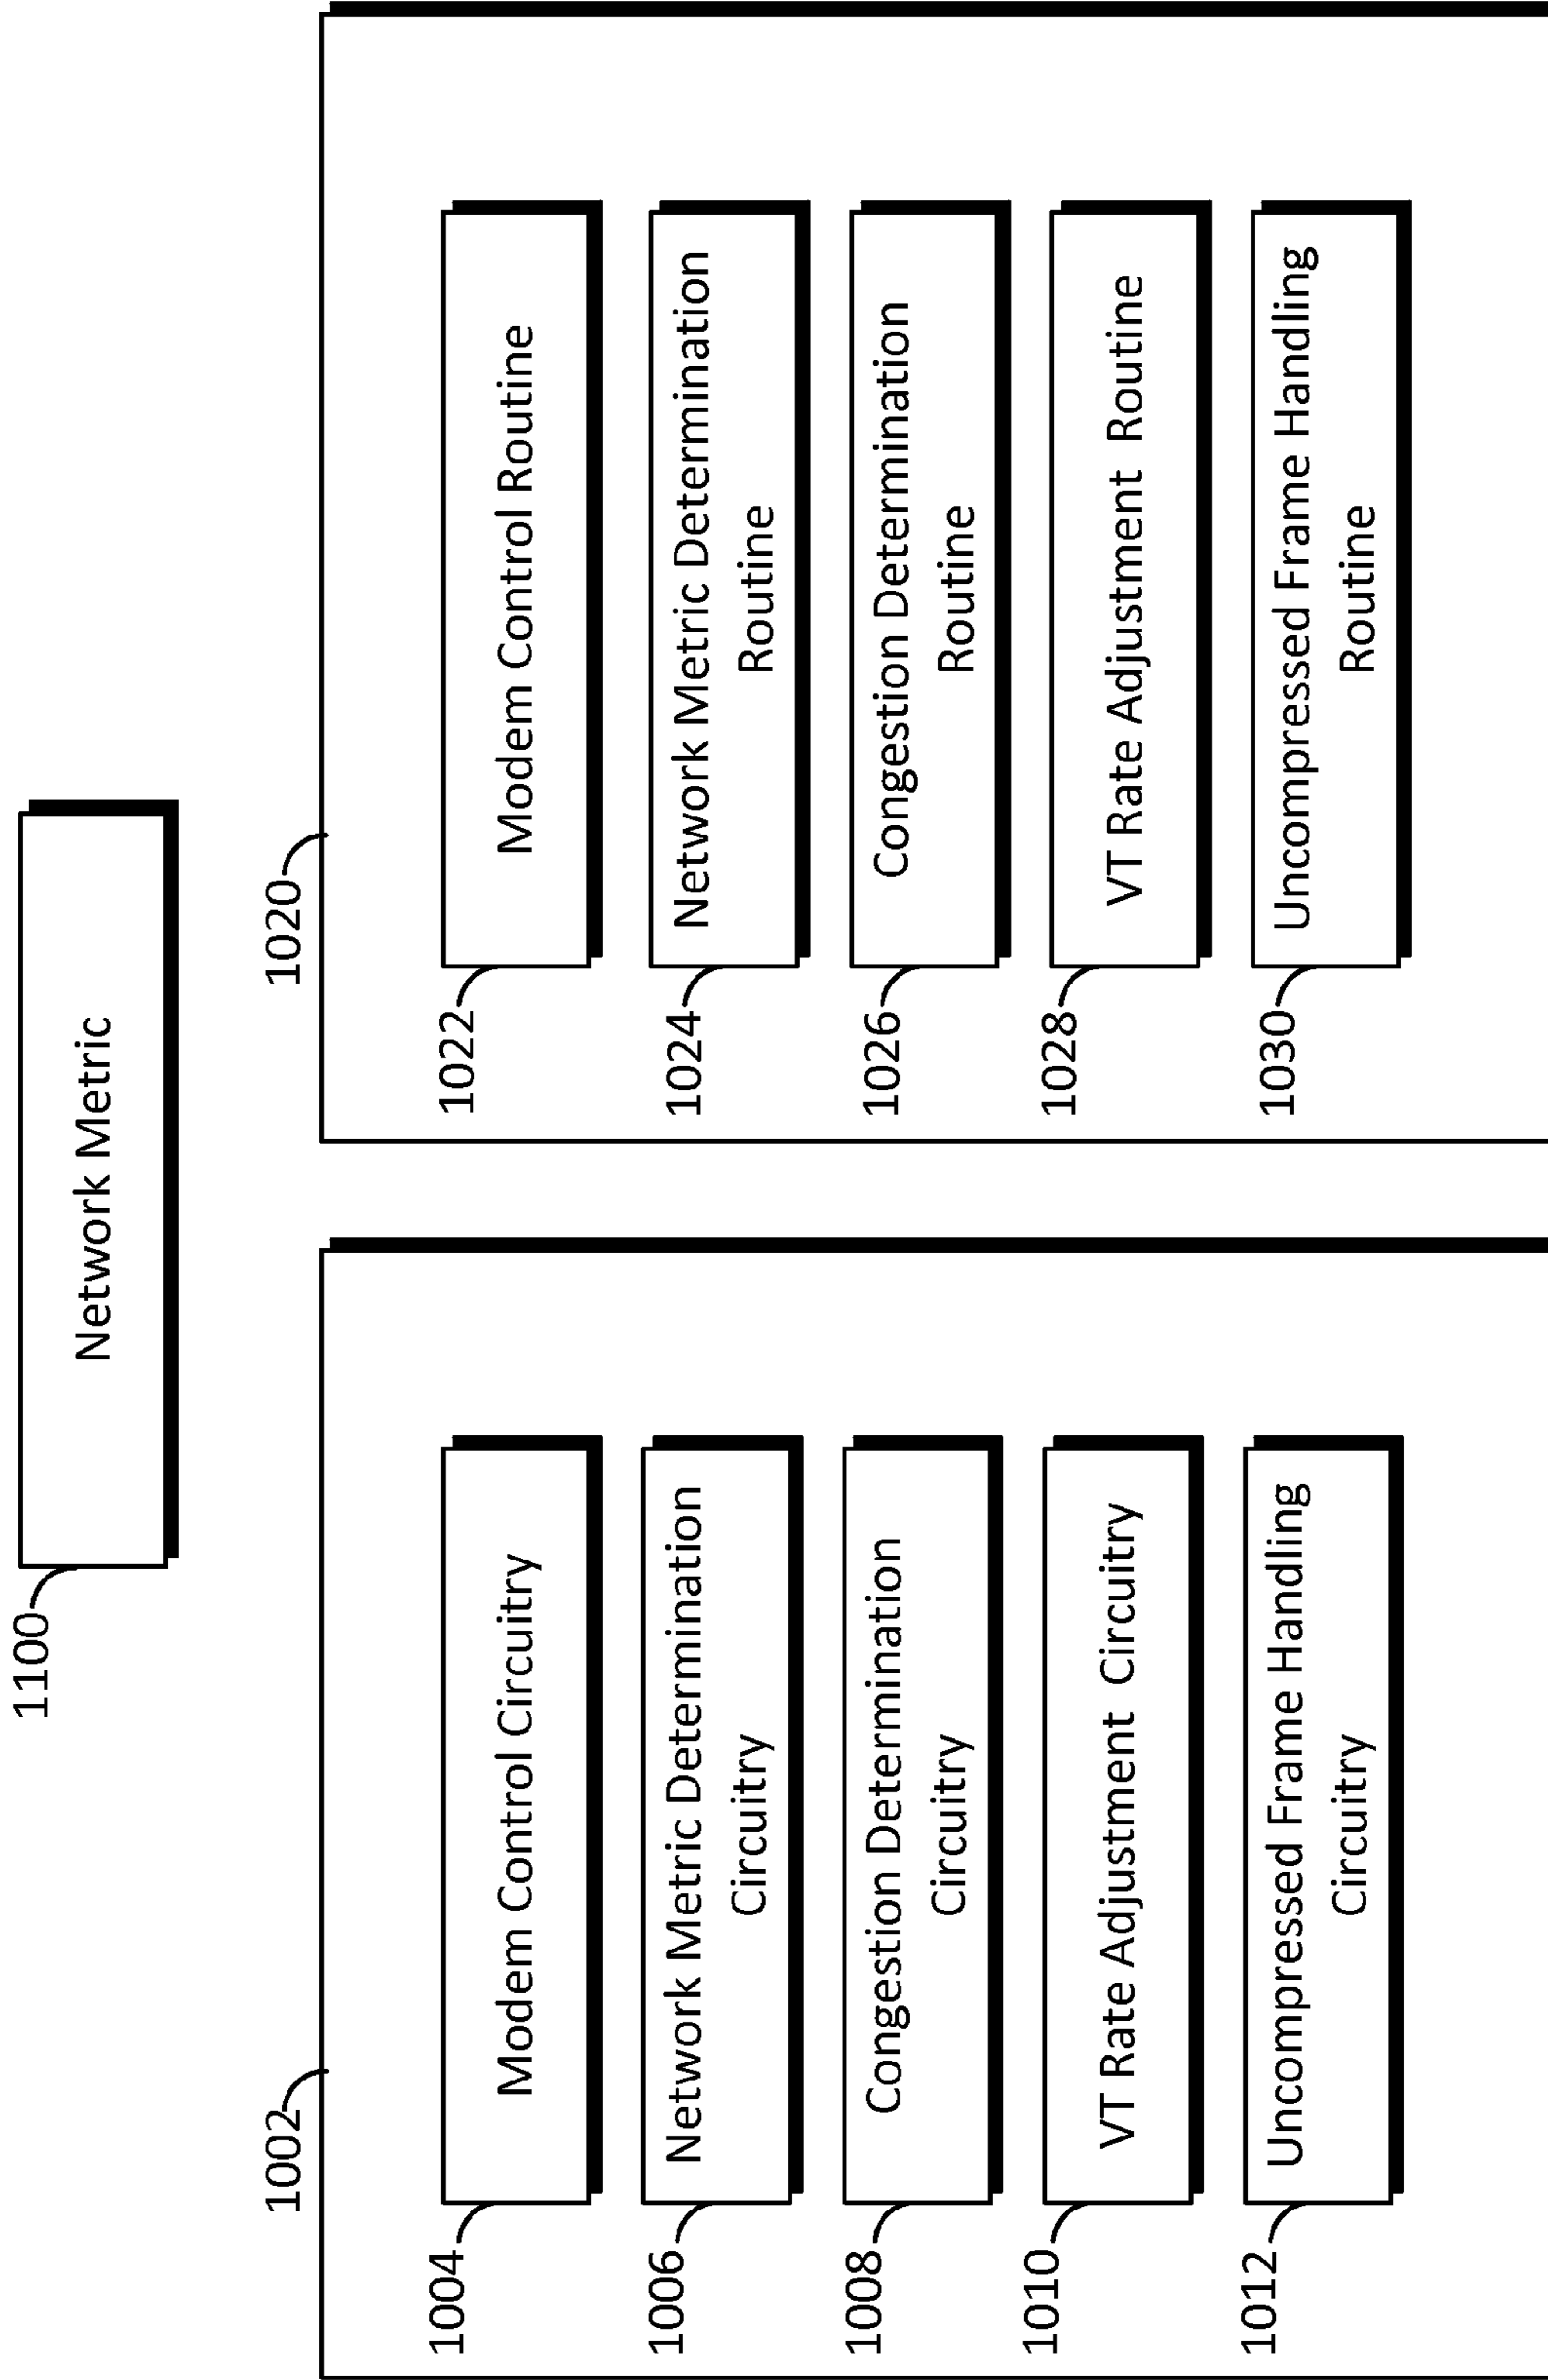 1100
Network Metric
1002
1004
Modem Control Circuitry
1006
Network Metric Determination
Circuitry
1008
Congestion Determination
Circuitry
1010
VT Rate Adjustment Circuitry
1012
Uncompressed Frame Handling
Circuitry
1020
1022
Modem Control Routine
1024
Network Metric Determination
Routine
1026
Congestion Determination
Routine
1028
VT Rate Adjustment Routine
1030
Uncompressed Frame Handling
Routine